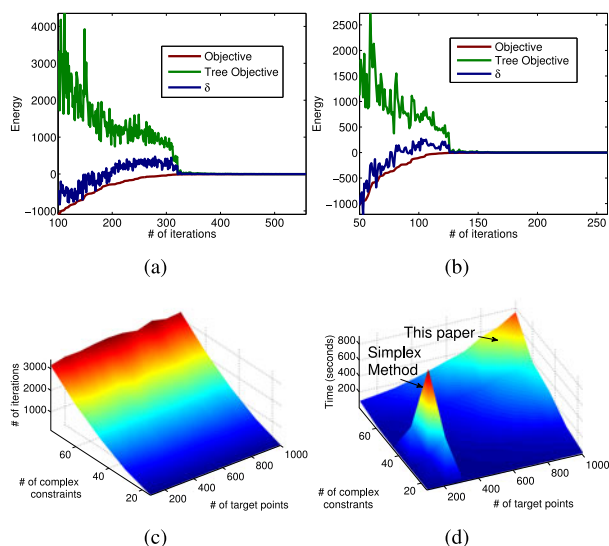 4000
3000
2000
1000
0
-1000
Energy
Objective
Tree Objective
δ
100
200
300
400
500
# of iterations
(a)
2500
2000
1500
1000
500
0
-500
-1000
Energy
Objective
Tree Objective
δ
50
100
150
200
250
# of iterations
(b)
3000
2000
1000
# of iterations
60
40
20
# of complex
constraints
200
400
600
800
1000
# of target points
(c)
800
600
400
200
Time (seconds)
This paper
Simplex
Method
60
40
20
# of complex
constrants
200
400
600
800
1000
# of target points
(d)